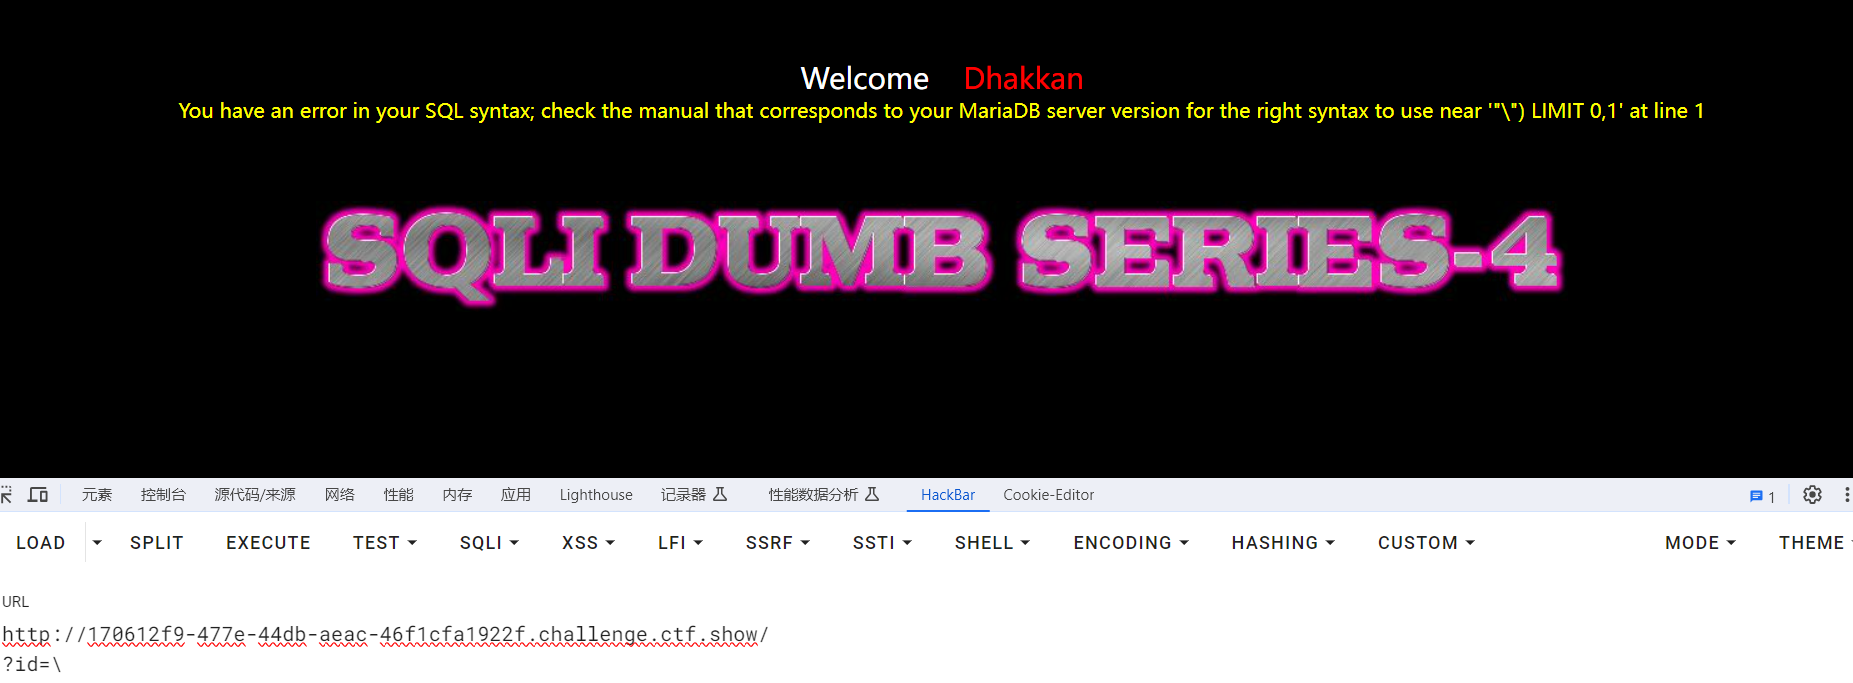 Welcome Dhakkan
You have an error in your SQL syntax; check the manual that corresponds to your MariaDB server version for the right syntax to use near '"\") LIMIT 0,1' at line 1
SQLI DUMB SERIES-4
元素 控制台 源代码/来源 网络 性能 内存 应用 Lighthouse 记录器 性能数据分析 HackBar Cookie-Editor 1
LOAD SPLIT EXECUTE TEST SQLI XSS LFI SSRF SSTI SHELL ENCODING HASHING CUSTOM MODE THEME
URL
http://170612f9-477e-44db-aeac-46f1cfa1922f.challenge.ctf.show/
?id=\